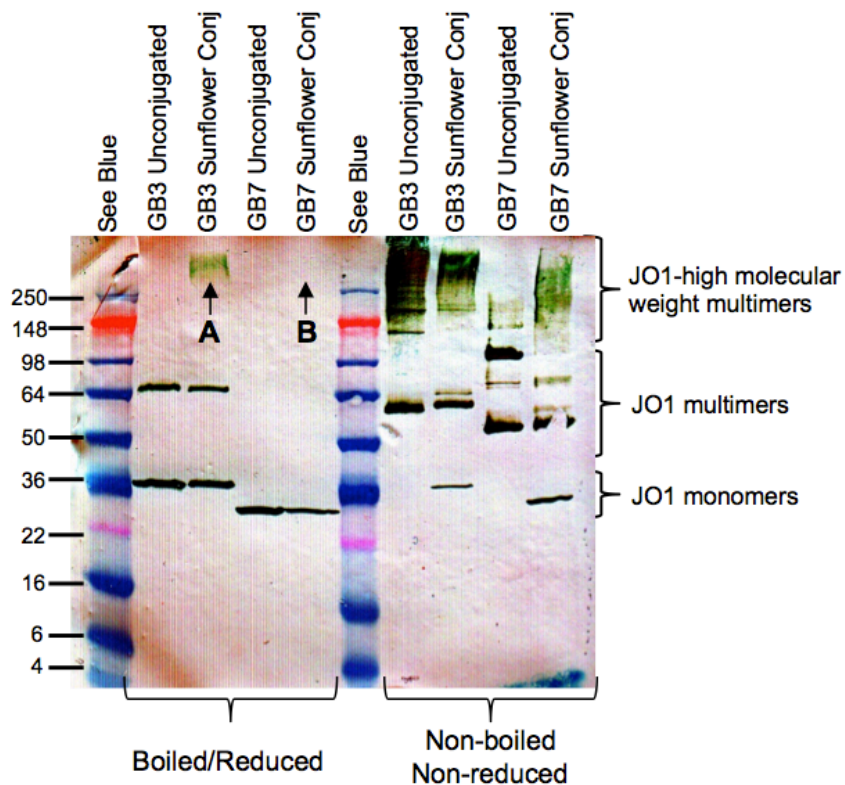 See Blue
GB3 Unconjugated
GB3 Sunflower Conj
GB7 Unconjugated
GB7 Sunflower Conj
See Blue
GB3 Unconjugated
GB3 Sunflower Conj
GB7 Unconjugated
GB7 Sunflower Conj
250
148
98
64
50
36
22
16
6
4
A
B
JO1-high molecular
weight multimers
JO1 multimers
JO1 monomers
Boiled/Reduced
Non-boiled
Non-reduced